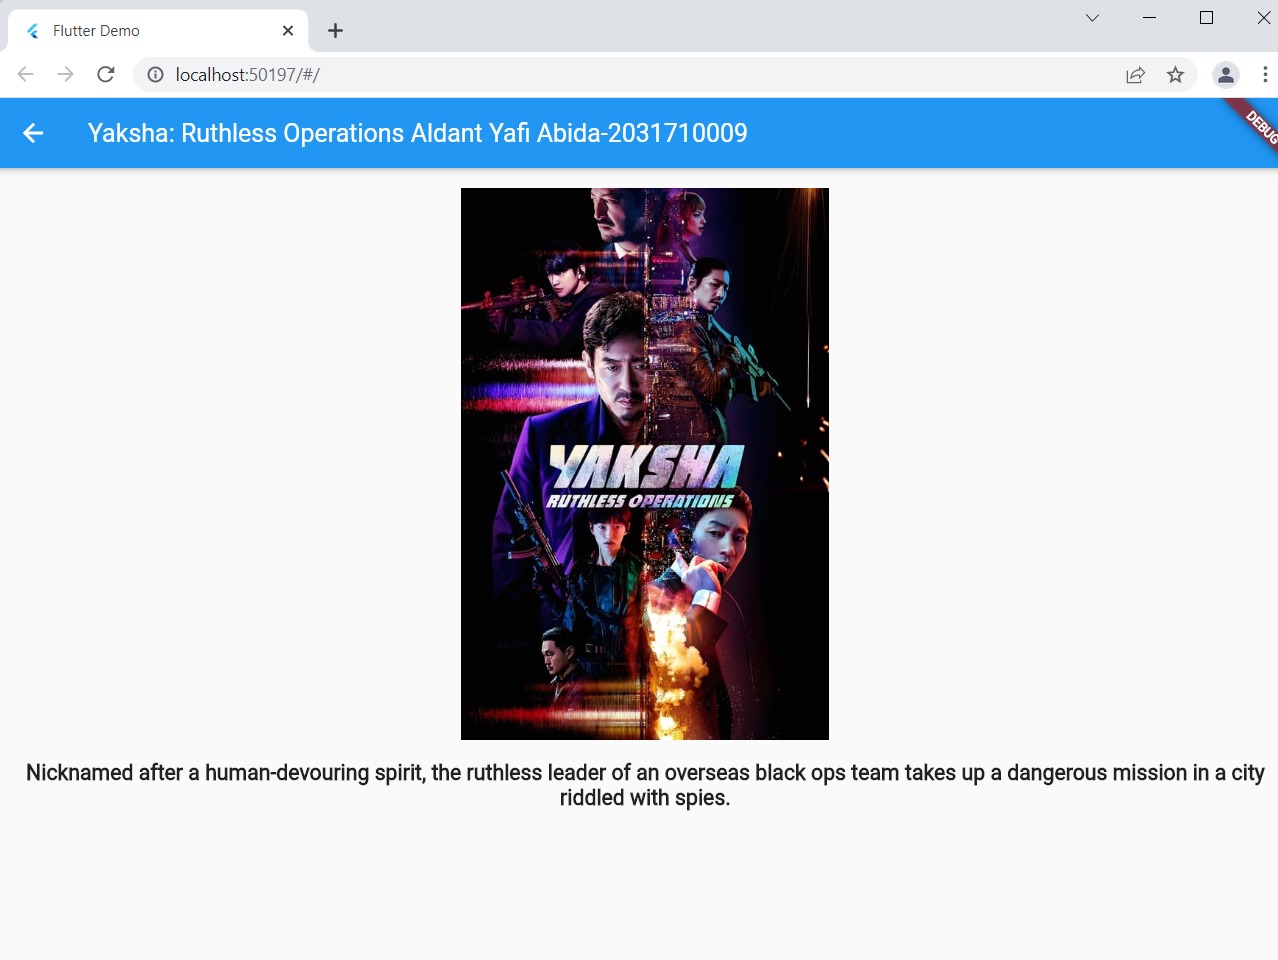 Flutter Demo
localhost:50197/#/
Yaksha: Ruthless Operations Aldant Yafi Abida-2031710009
DEBUG
YAKSHA
RUTHLESS OPERATIONS
Nicknamed after a human-devouring spirit, the ruthless leader of an overseas black ops team takes up a dangerous mission in a city
riddled with spies.